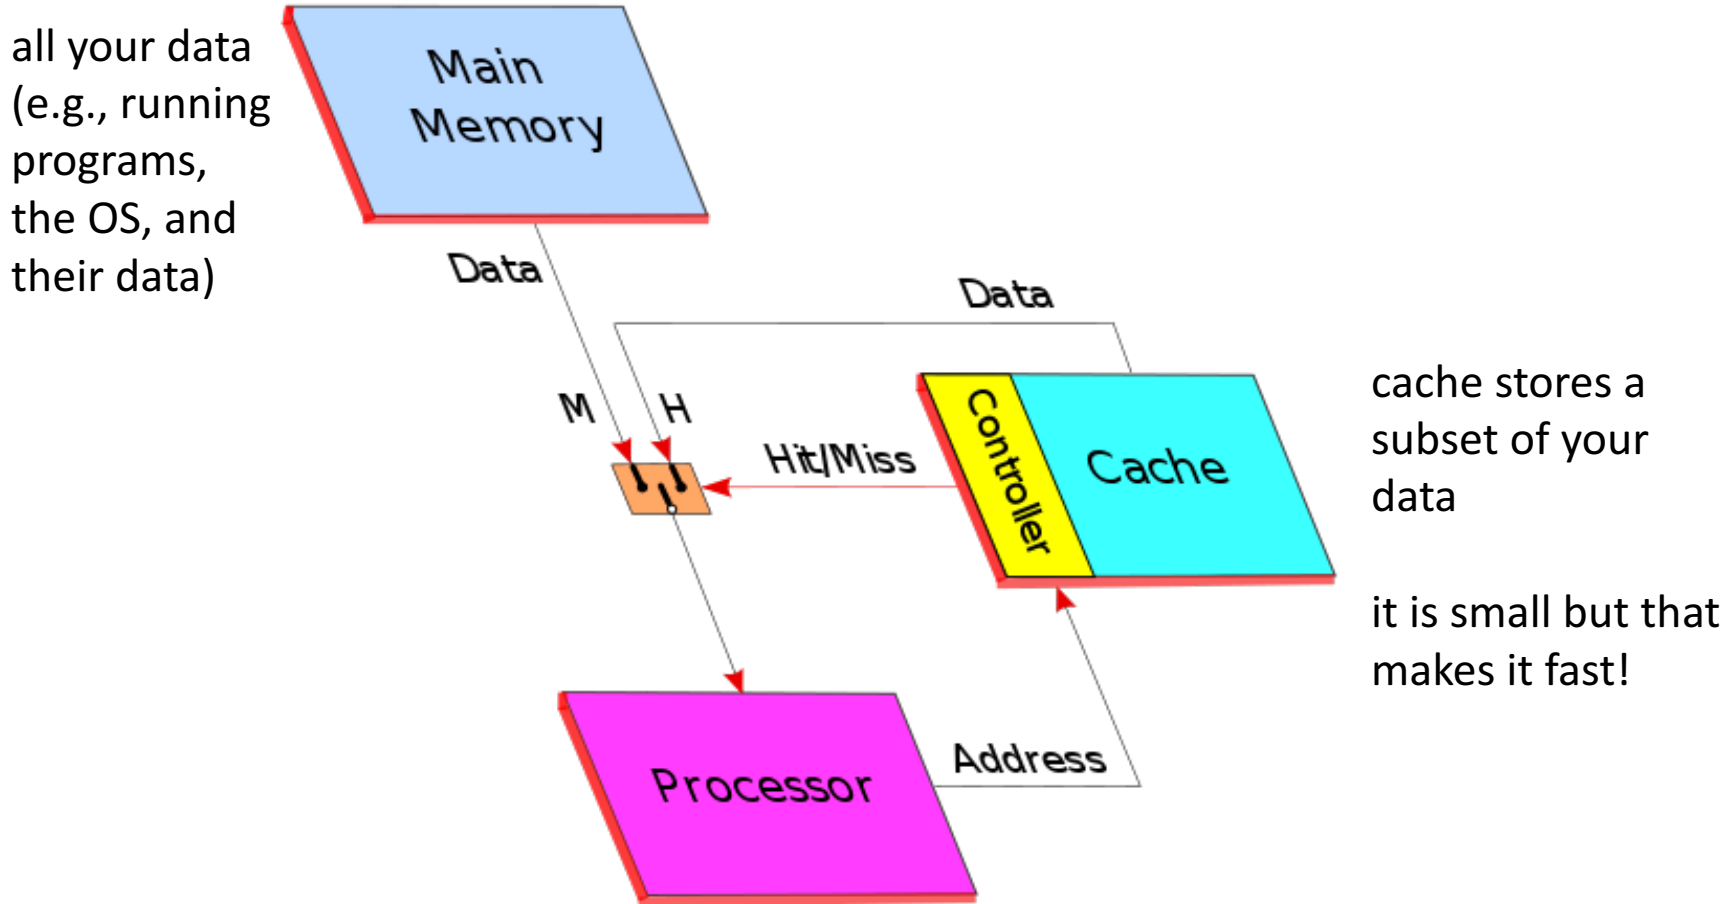 all your data
(e.g., running
programs,
the OS, and
their data)
Main
Memory
Data
Data
M
H
Hit/Miss
Controller
Cache
cache stores a
subset of your
data
it is small but that
makes it fast!
Processor
Address